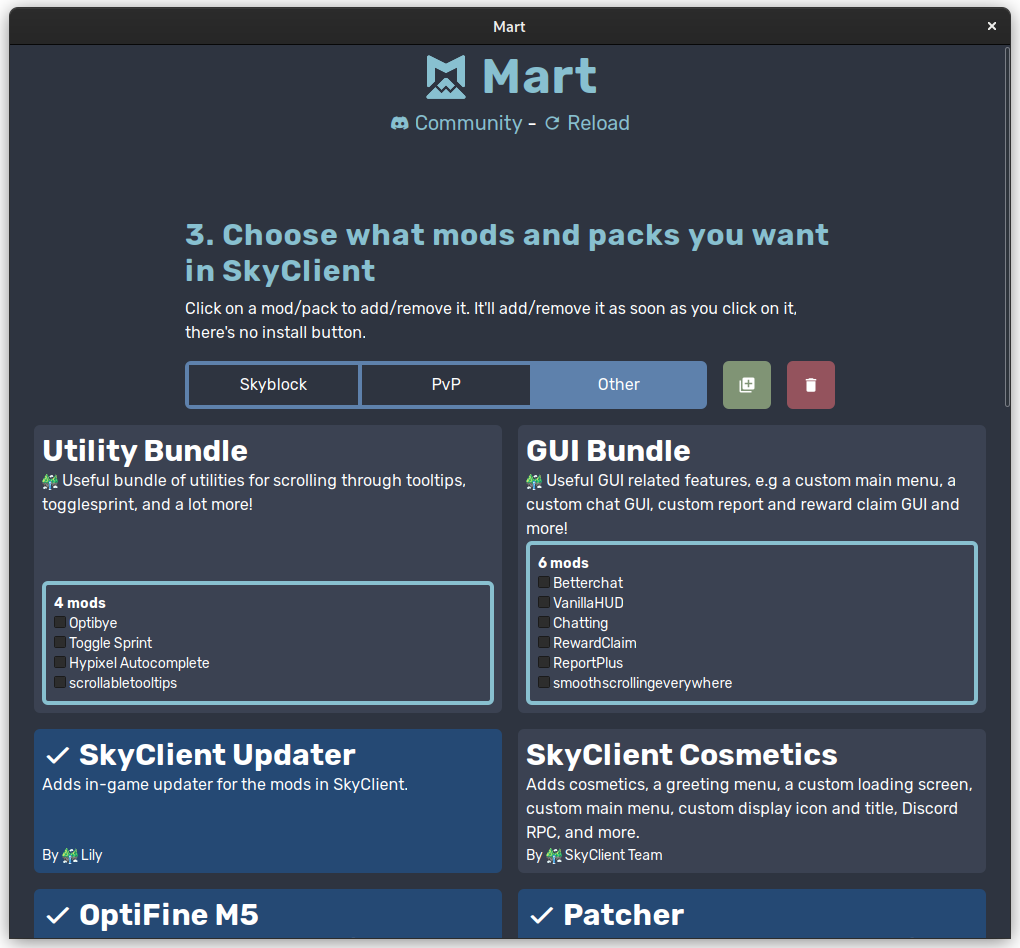 Mart
Mart
Community - Reload
3. Choose what mods and packs you want
in SkyClient
Click on a mod/pack to add/remove it. It'll add/remove it as soon as you click on it,
there's no install button.
Skyblock PvP Other
Utility Bundle
Useful bundle of utilities for scrolling through tooltips,
togglesprint, and a lot more!
4 mods
Optibye
Toggle Sprint
Hypixel Autocomplete
scrollabletooltips
GUI Bundle
Useful GUI related features, e.g a custom main menu, a
custom chat GUI, custom report and reward claim GUI and
more!
6 mods
Betterchat
VanillaHUD
Chatting
RewardClaim
ReportPlus
smoothscrollingeverywhere
SkyClient Updater
Adds in-game updater for the mods in SkyClient.
By Lily
SkyClient Cosmetics
Adds cosmetics, a greeting menu, a custom loading screen,
custom main menu, custom display icon and title, Discord
RPC, and more.
By SkyClient Team
OptiFine M5
Patcher